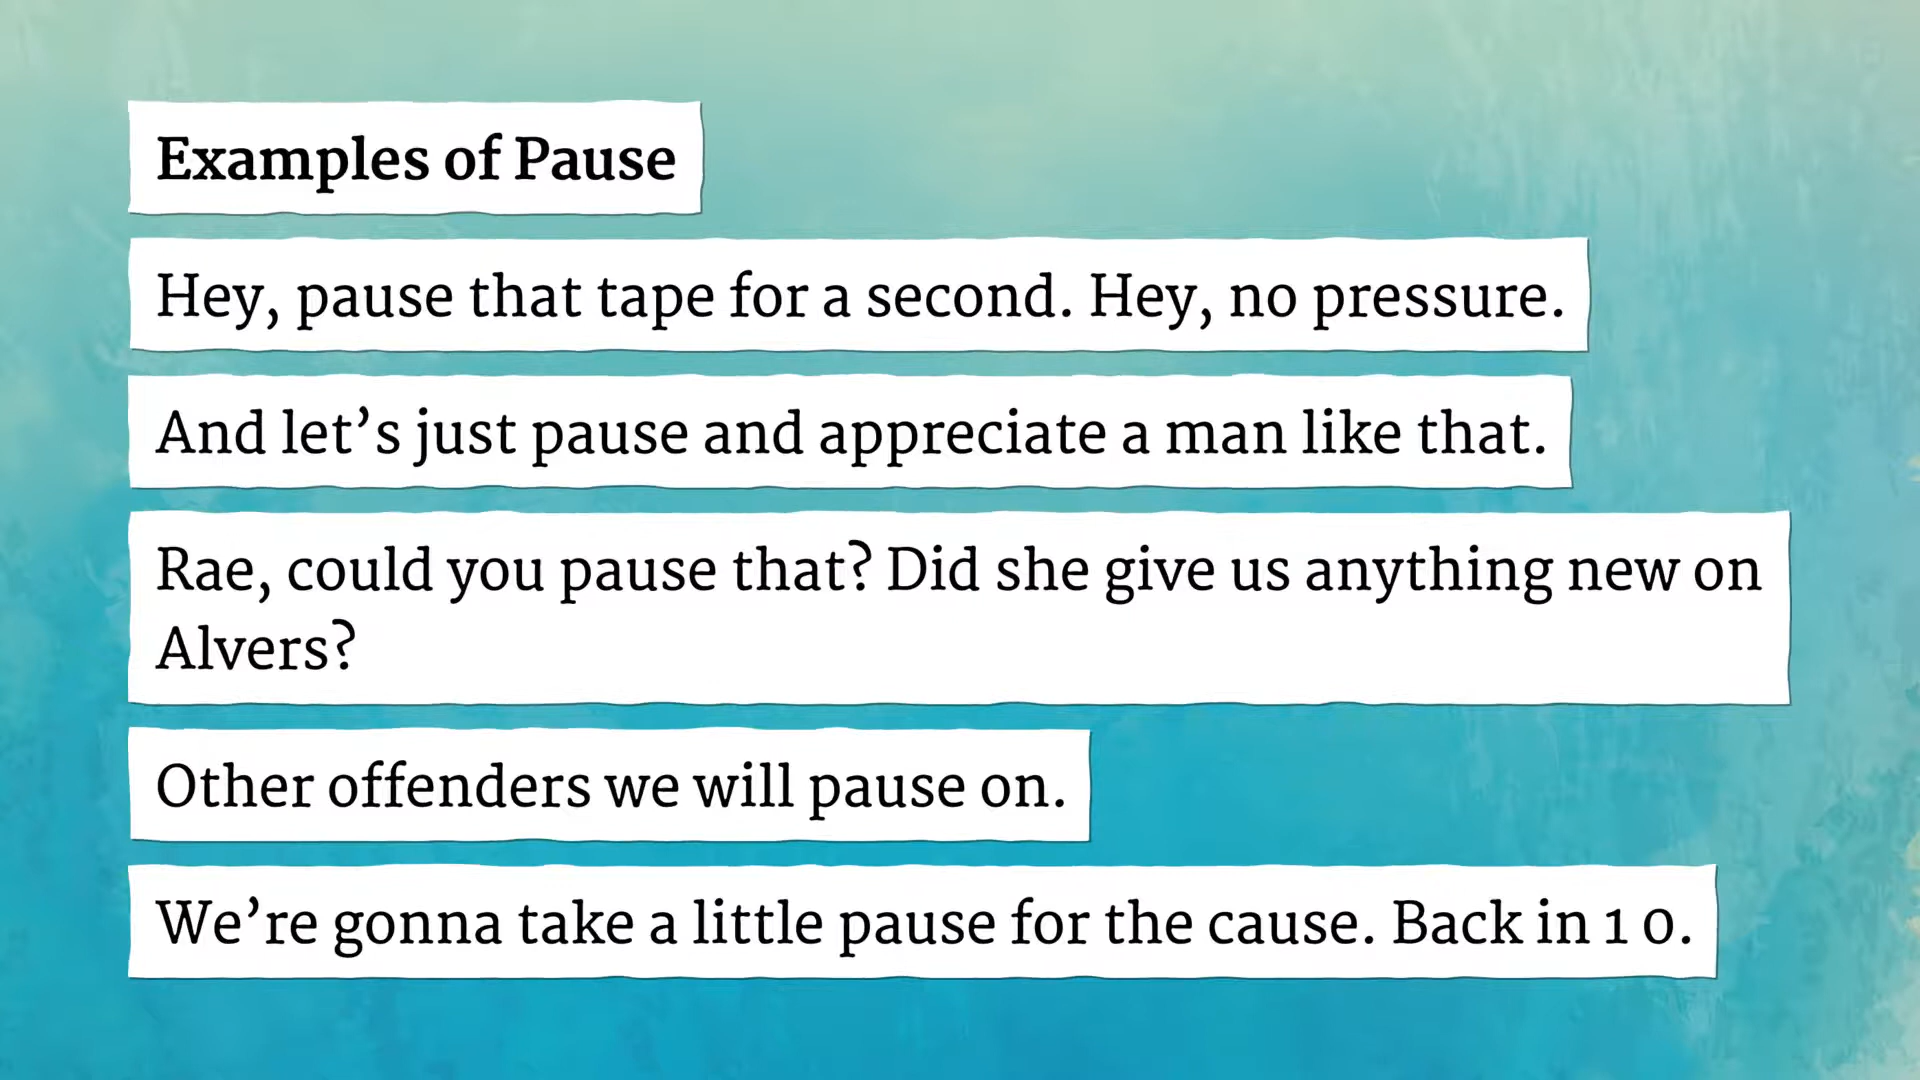 Examples of Pause
Hey, pause that tape for a second. Hey, no pressure.
And let’s just pause and appreciate a man like that.
Rae, could you pause that? Did she give us anything new on
Alvers?
Other offenders we will pause on.
We’re gonna take a little pause for the cause. Back in 1 0.